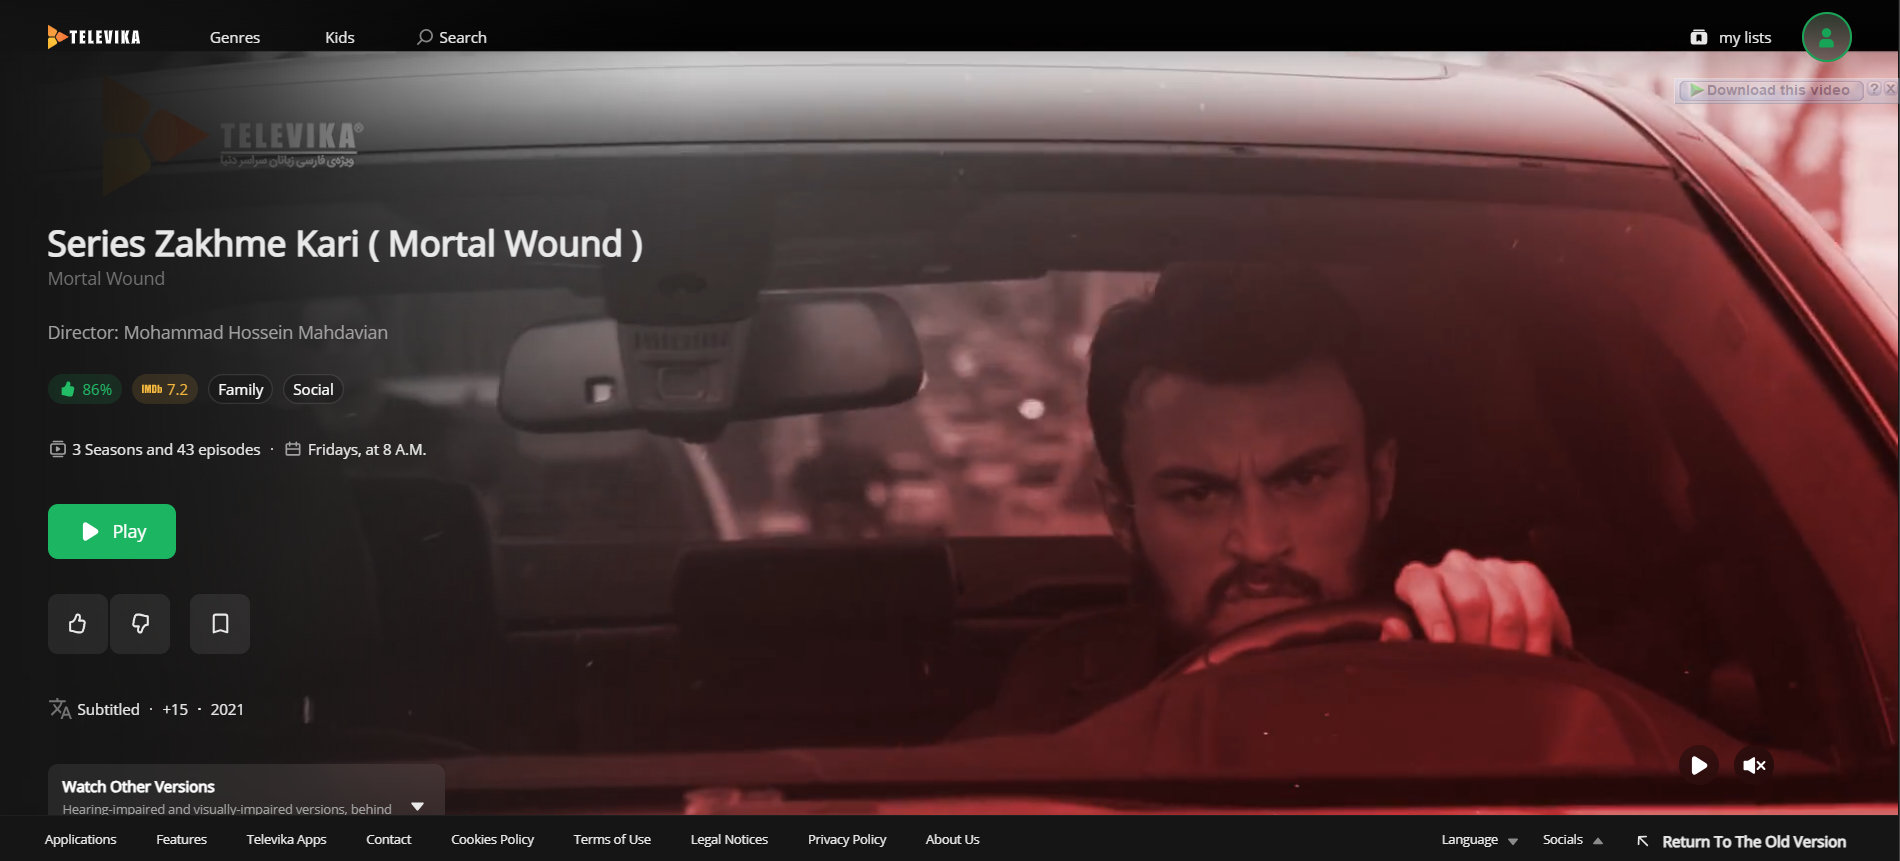 TELEVIKA
Genres
Kids
Search
my lists
Download this video ? X
TELEVIKA®
ویژه‌ی فارسی زبانان سراسر دنیا
Series Zakhme Kari ( Mortal Wound )
Mortal Wound
Director: Mohammad Hossein Mahdavian
86%
IMDb 7.2
Family
Social
3 Seasons and 43 episodes · Fridays, at 8 A.M.
Play
Subtitled · +15 · 2021
Watch Other Versions
Hearing-impaired and visually-impaired versions, behind
Applications
Features
Televika Apps
Contact
Cookies Policy
Terms of Use
Legal Notices
Privacy Policy
About Us
Language
Socials
Return To The Old Version